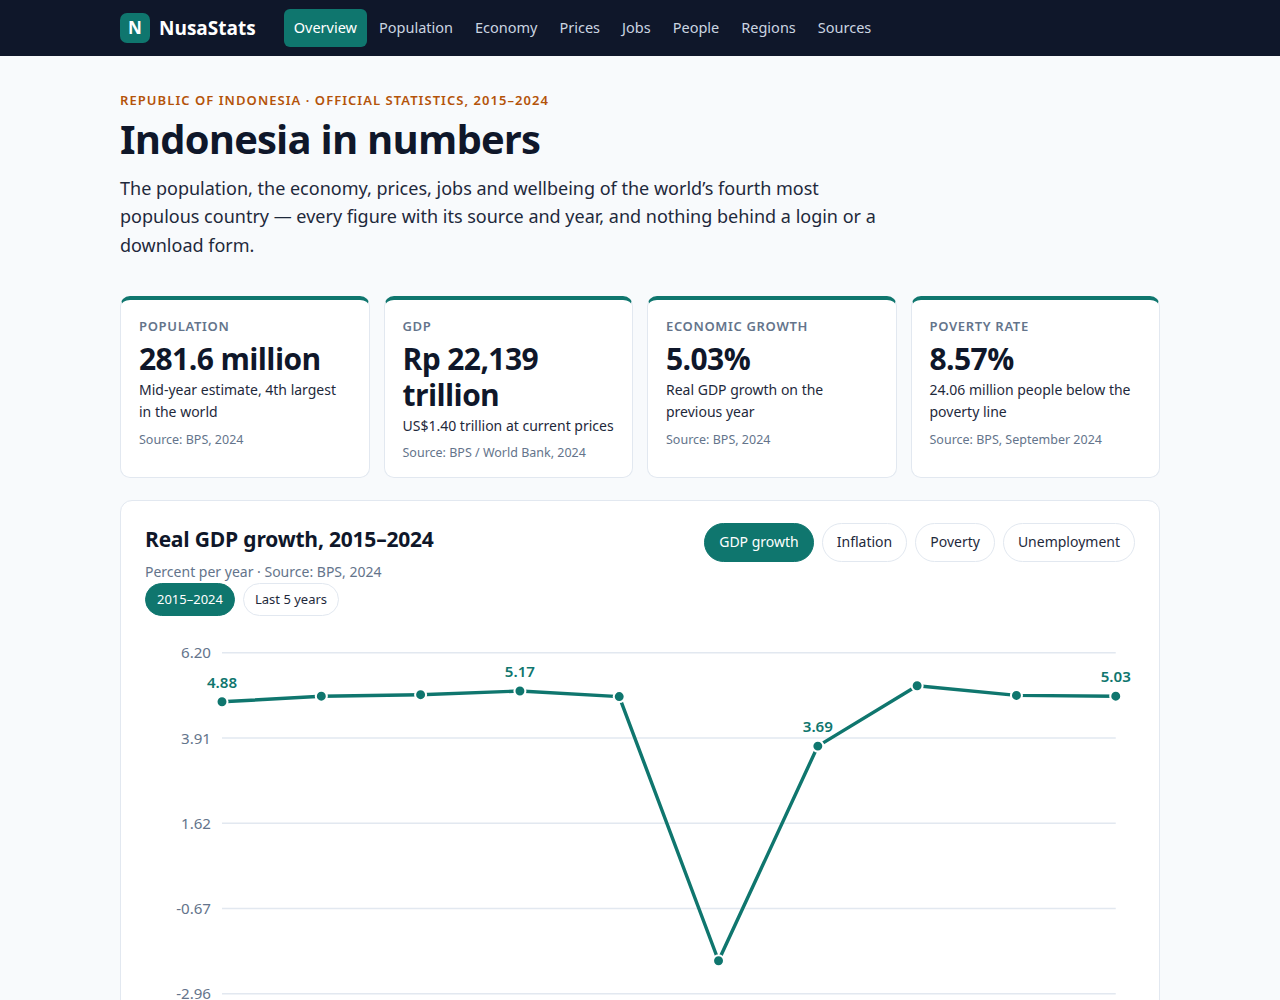 N NusaStats Overview Population Economy Prices Jobs People Regions Sources
REPUBLIC OF INDONESIA · OFFICIAL STATISTICS, 2015–2024
Indonesia in numbers
The population, the economy, prices, jobs and wellbeing of the world’s fourth most
populous country — every figure with its source and year, and nothing behind a login or a
download form.
POPULATION
281.6 million
Mid-year estimate, 4th largest
in the world
Source: BPS, 2024
GDP
Rp 22,139
trillion
US$1.40 trillion at current prices
Source: BPS / World Bank, 2024
ECONOMIC GROWTH
5.03%
Real GDP growth on the
previous year
Source: BPS, 2024
POVERTY RATE
8.57%
24.06 million people below the
poverty line
Source: BPS, September 2024
Real GDP growth, 2015–2024
Percent per year · Source: BPS, 2024
GDP growth Inflation Poverty Unemployment
2015–2024 Last 5 years
6.20
4.88
5.17
5.03
3.69
3.91
1.62
-0.67
-2.96